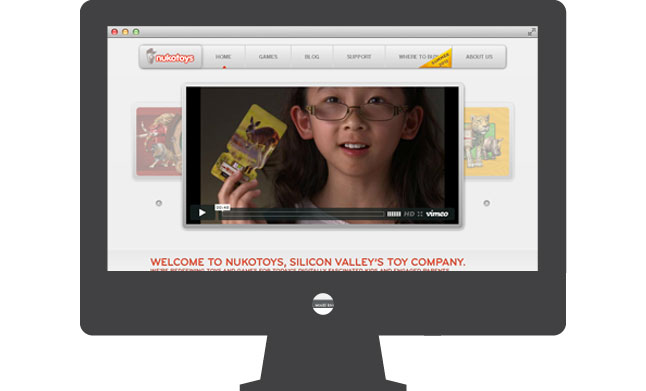 nukotoys
HOME
GAMES
BLOG
SUPPORT
WHERE TO BUY
ABOUT US
00:48
HD
vimeo
WELCOME TO NUKOTOYS, SILICON VALLEY'S TOY COMPANY.
WE'RE REDEFINING TOYS AND GAMES FOR TODAY'S DIGITALLY FASCINATED KIDS AND ENGAGED PARENTS